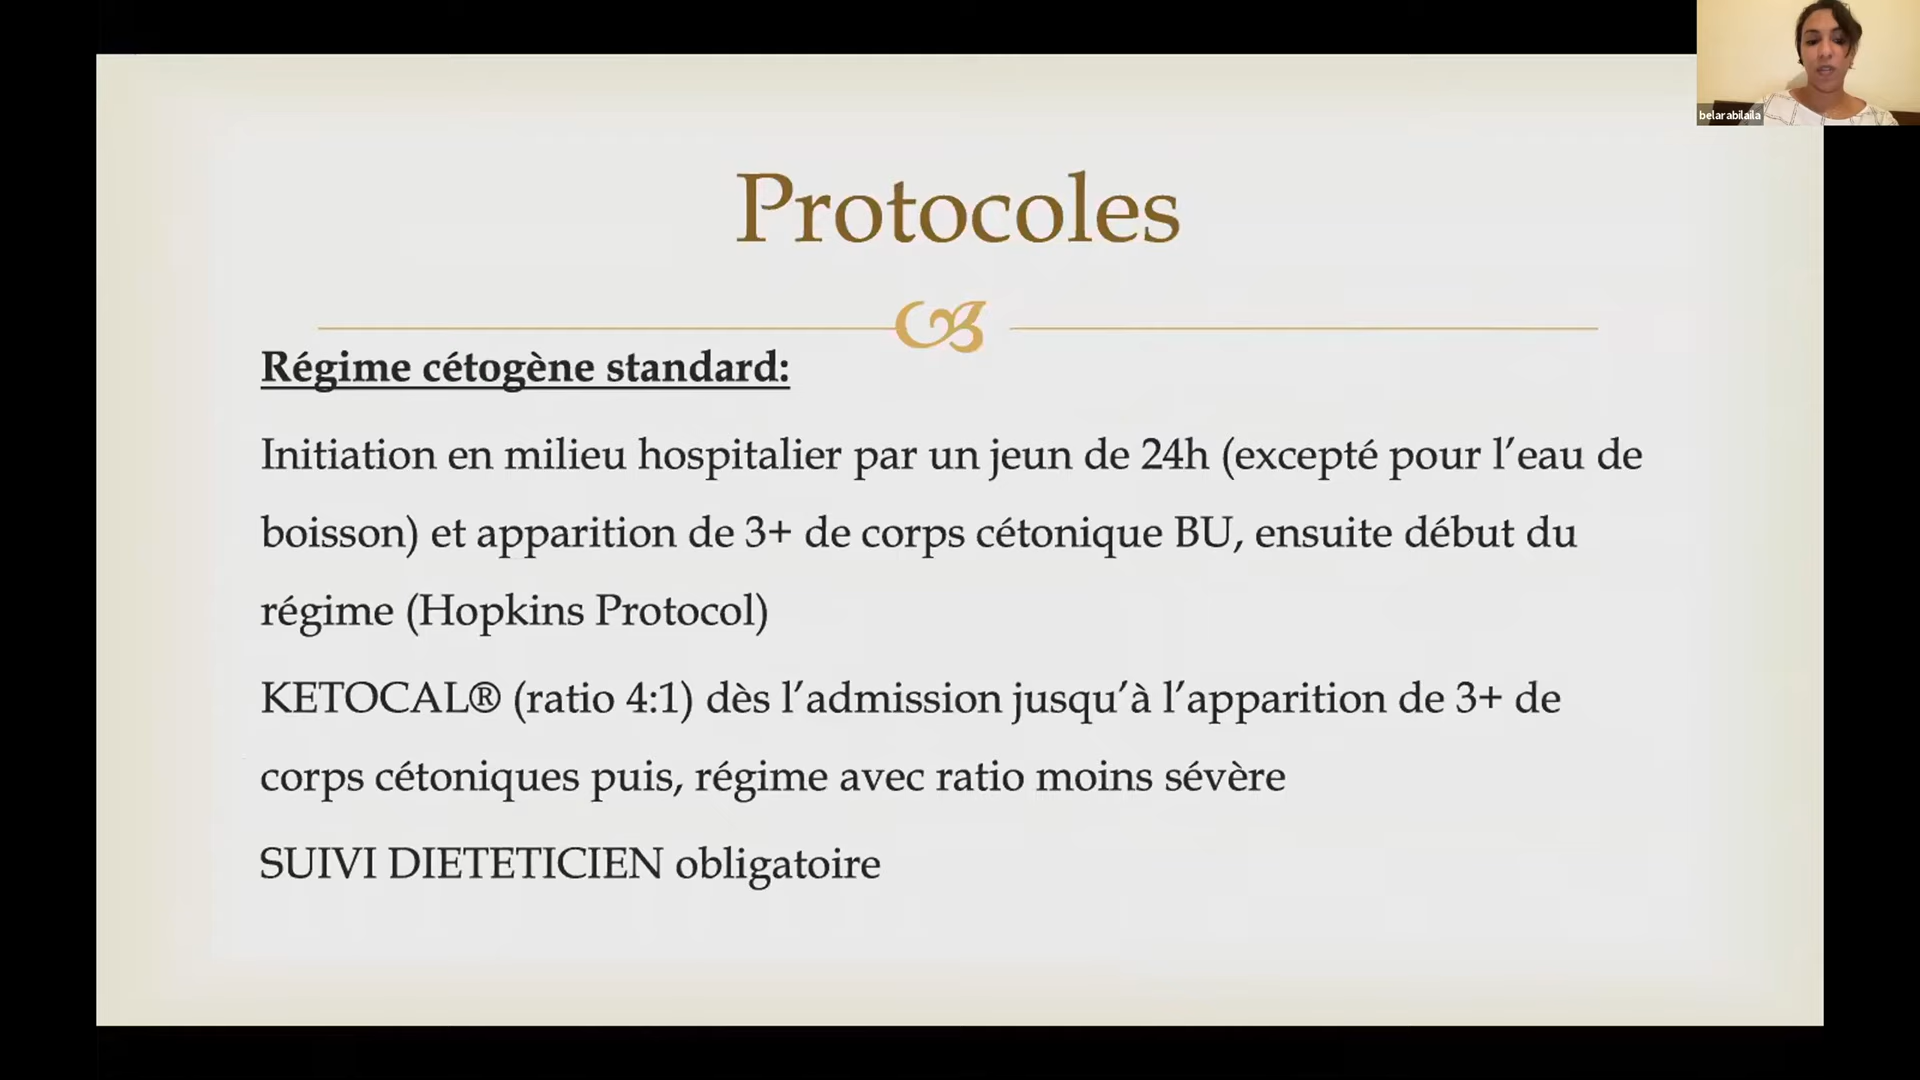 belarabilaila
Protocoles
Régime cétogène standard:
Initiation en milieu hospitalier par un jeun de 24h (excepté pour l’eau de
boisson) et apparition de 3+ de corps cétonique BU, ensuite début du
régime (Hopkins Protocol)
KETOCAL® (ratio 4:1) dès l’admission jusqu’à l’apparition de 3+ de
corps cétoniques puis, régime avec ratio moins sévère
SUIVI DIETETICIEN obligatoire